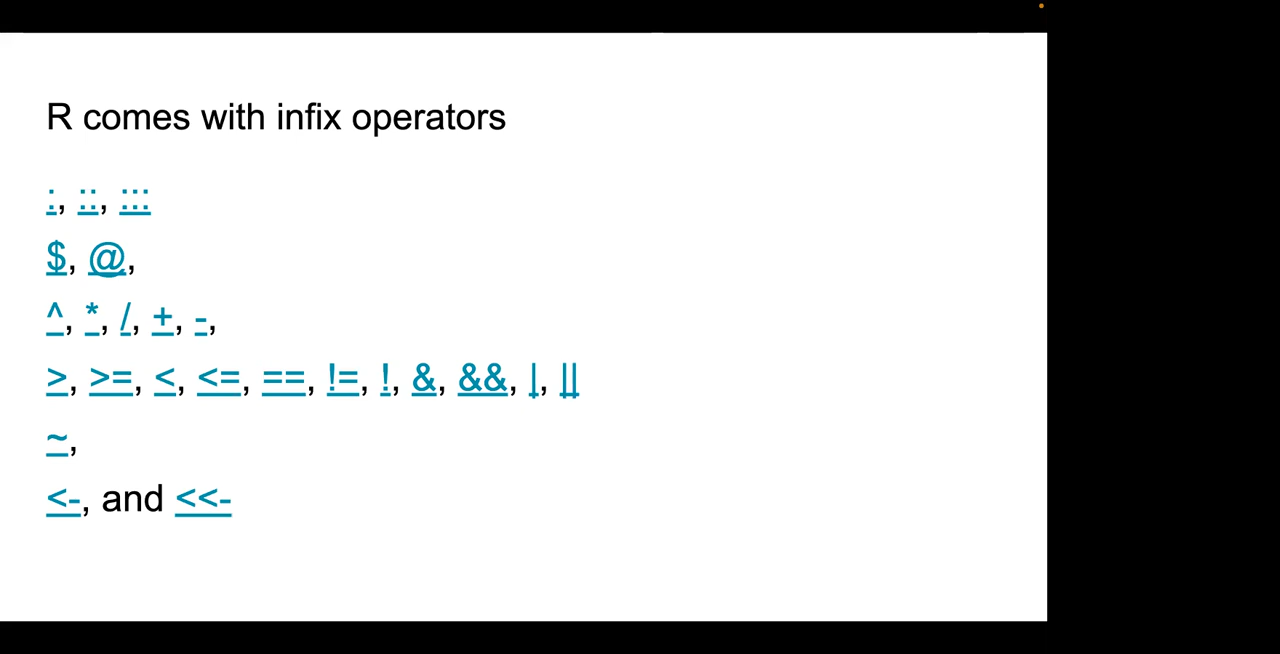 R comes with infix operators
:, ::, :::
$, @,
^, *, /, +, -,
>, >=, <, <=, ==, !=, !, &, &&, |, ||
~,
<-, and <<-